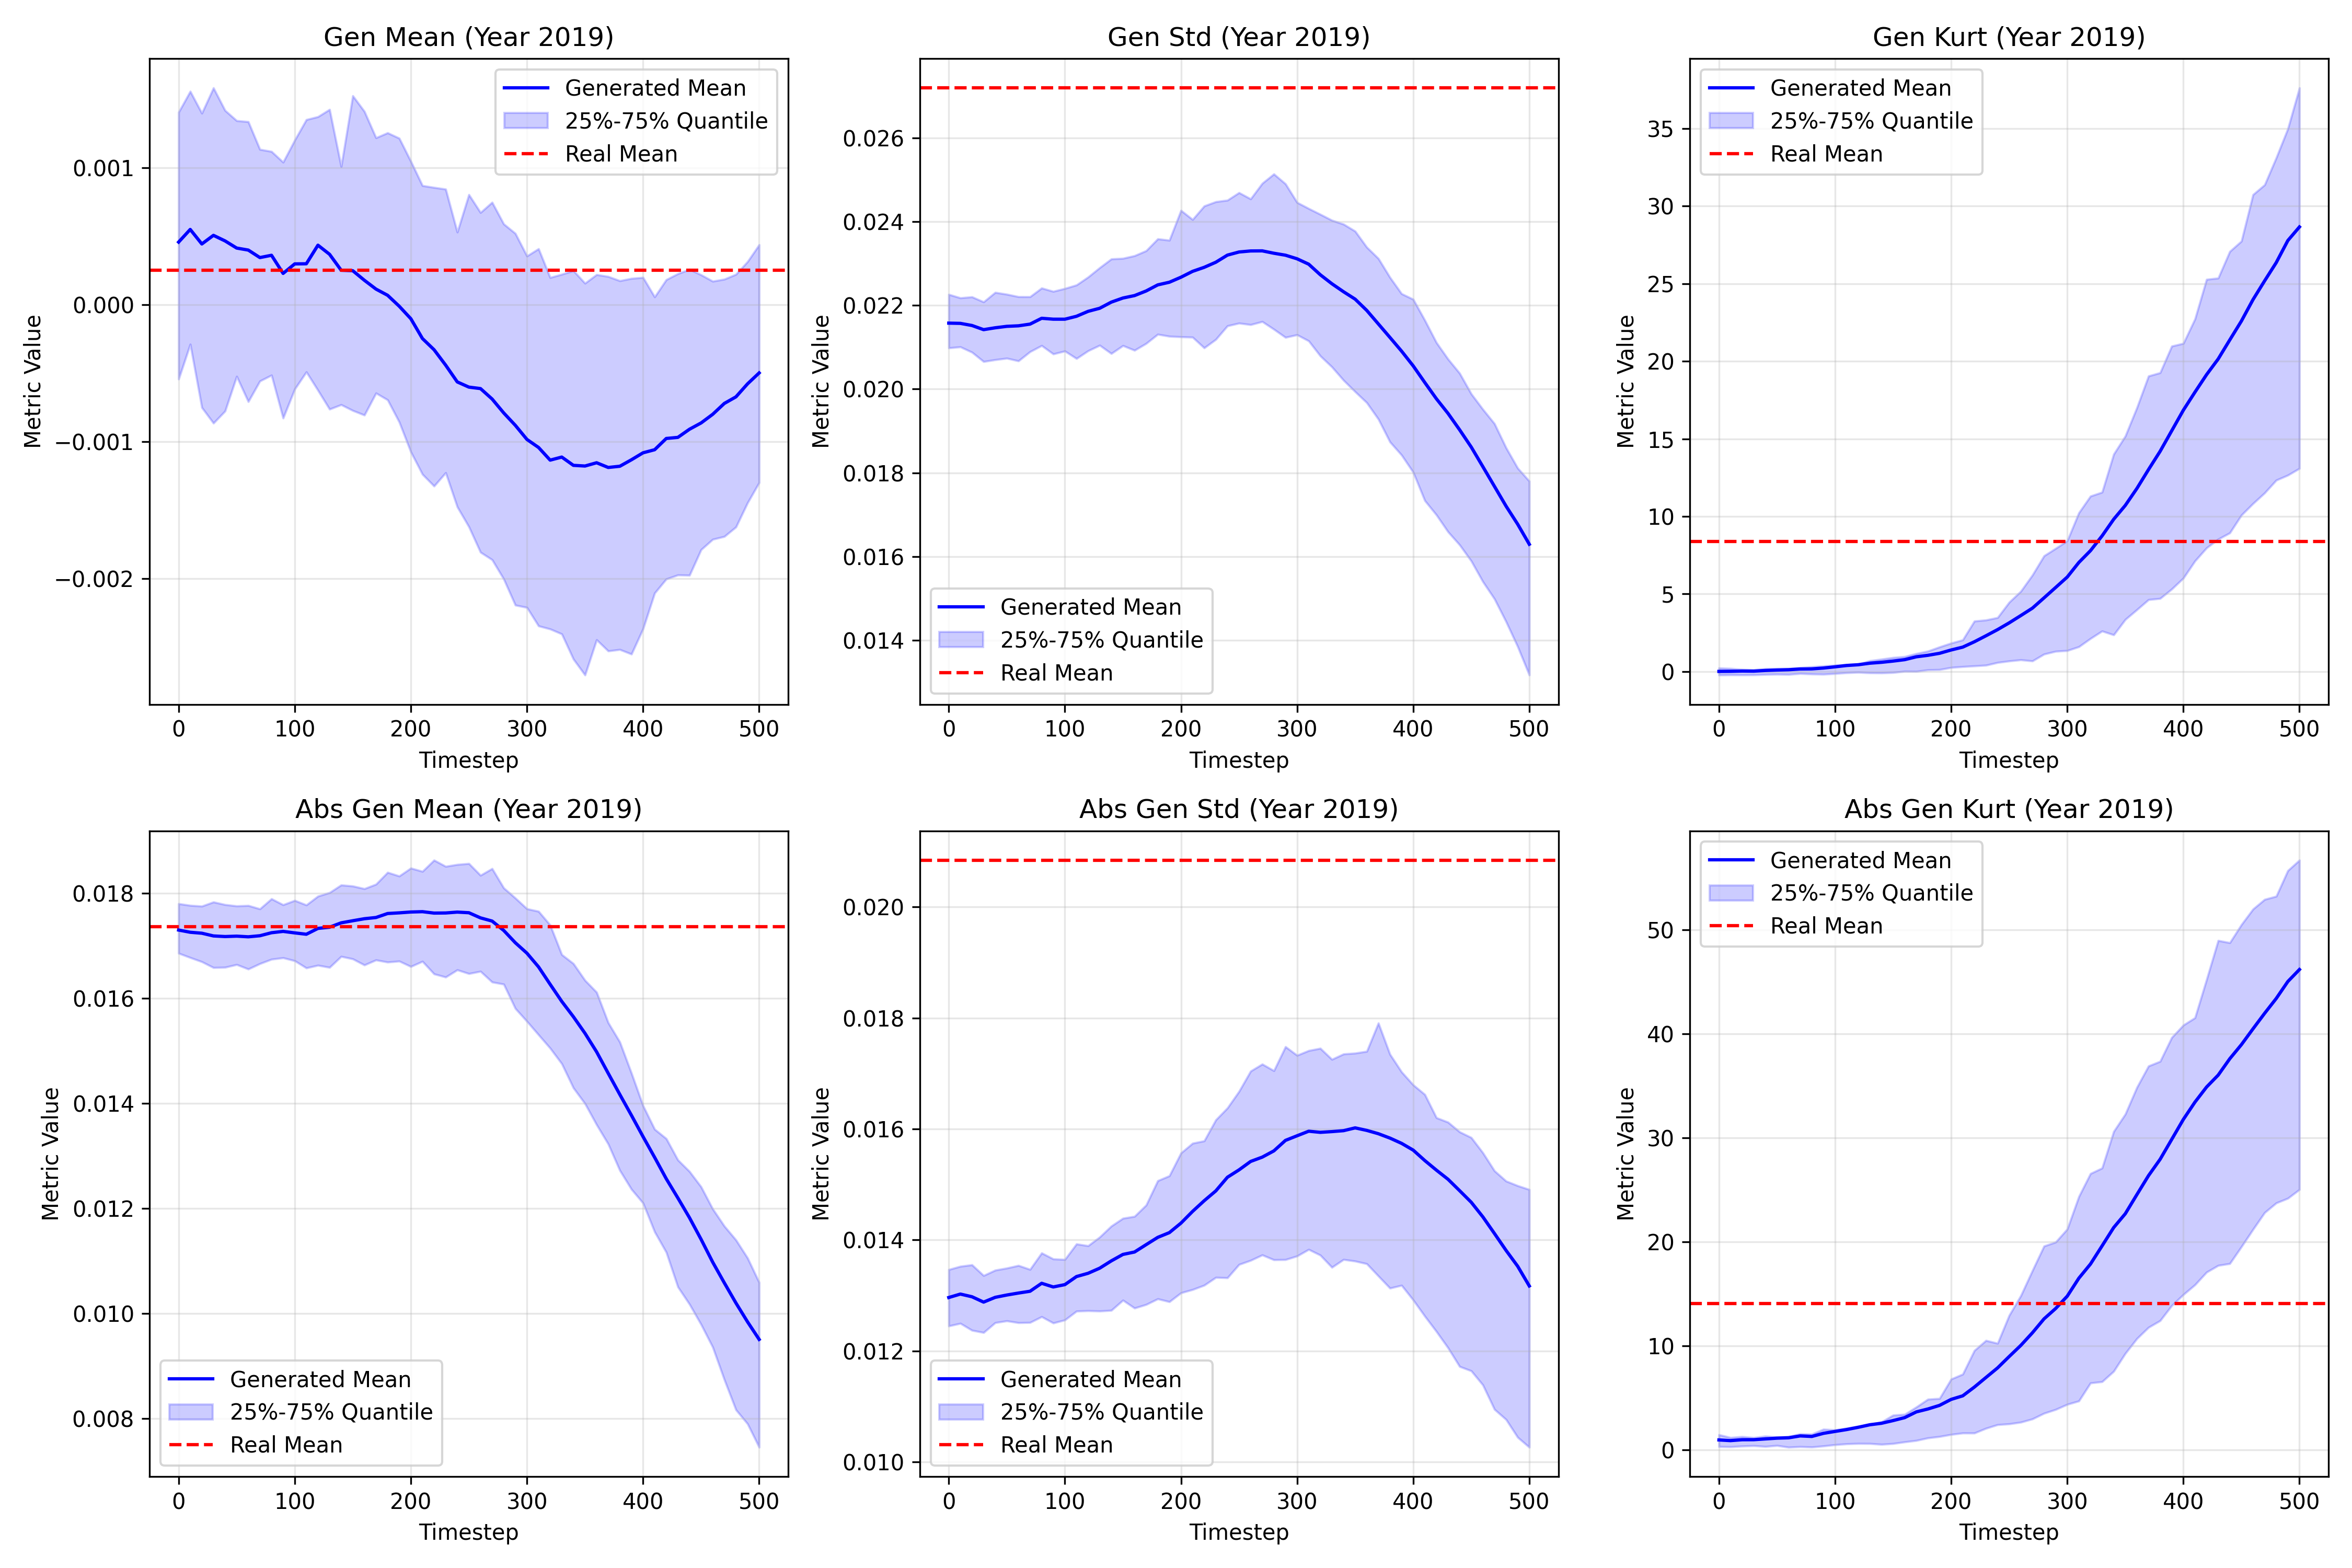 Gen Mean (Year 2019)
Metric Value
0.001
0.000
−0.001
−0.002
Generated Mean
25%-75% Quantile
Real Mean
0 100 200 300 400 500
Timestep
Gen Std (Year 2019)
Metric Value
0.026
0.024
0.022
0.020
0.018
0.016
0.014
Generated Mean
25%-75% Quantile
Real Mean
0 100 200 300 400 500
Timestep
Gen Kurt (Year 2019)
Metric Value
35
30
25
20
15
10
5
0
Generated Mean
25%-75% Quantile
Real Mean
0 100 200 300 400 500
Timestep
Abs Gen Mean (Year 2019)
Metric Value
0.018
0.016
0.014
0.012
0.010
0.008
Generated Mean
25%-75% Quantile
Real Mean
0 100 200 300 400 500
Timestep
Abs Gen Std (Year 2019)
Metric Value
0.020
0.018
0.016
0.014
0.012
0.010
Generated Mean
25%-75% Quantile
Real Mean
0 100 200 300 400 500
Timestep
Abs Gen Kurt (Year 2019)
Metric Value
50
40
30
20
10
0
Generated Mean
25%-75% Quantile
Real Mean
0 100 200 300 400 500
Timestep